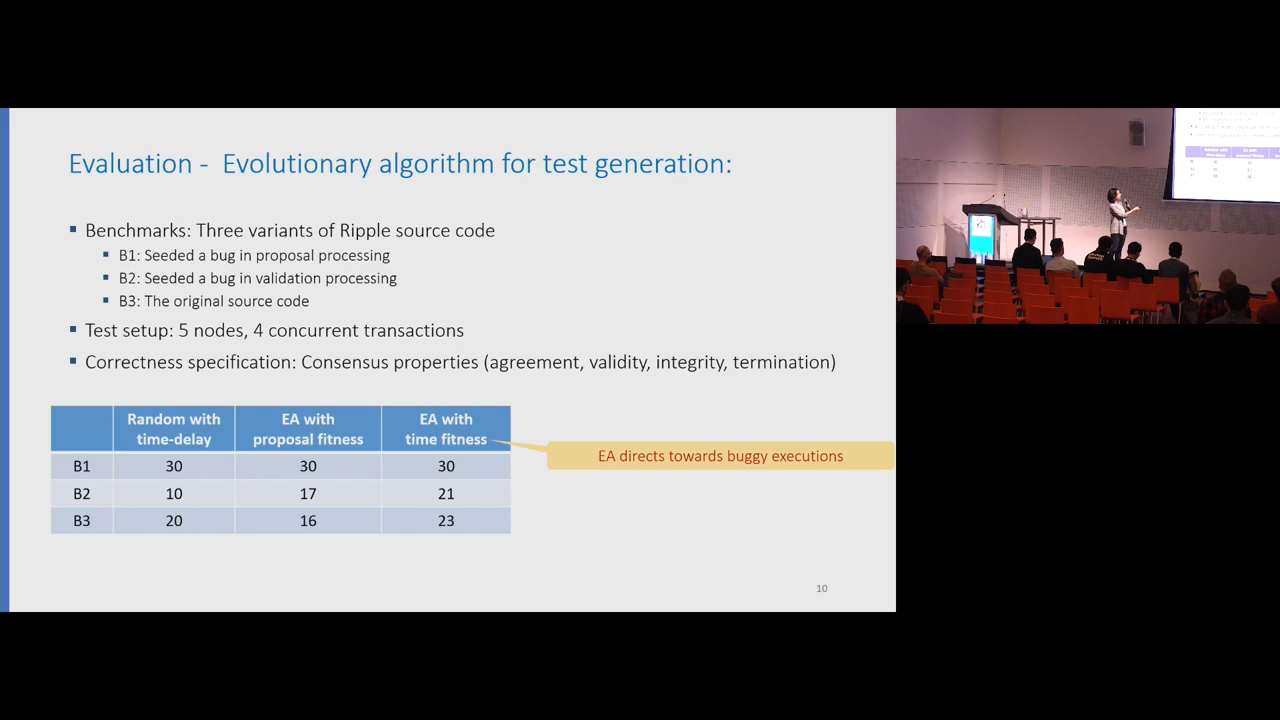 Evaluation - Evolutionary algorithm for test generation:
Benchmarks: Three variants of Ripple source code
B1: Seeded a bug in proposal processing
B2: Seeded a bug in validation processing
B3: The original source code
Test setup: 5 nodes, 4 concurrent transactions
Correctness specification: Consensus properties (agreement, validity, integrity, termination)
Random with time-delay EA with proposal fitness EA with time fitness
B1 30 30 30
B2 10 17 21
B3 20 16 23
EA directs towards buggy executions
10